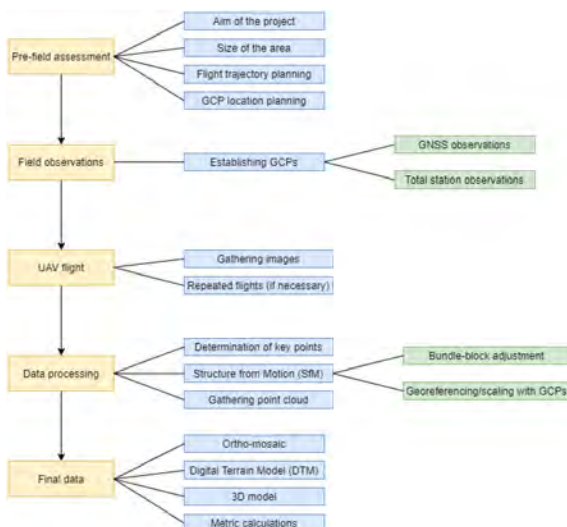 Pre-field assessment
Aim of the project
Size of the area
Flight trajectory planning
GCP location planning
Field observations
Establishing GCPs
GNSS observations
Total station observations
UAV flight
Gathering images
Repeated flights (if necessary)
Data processing
Determination of key points
Structure from Motion (SfM)
Gathering point cloud
Bundle-block adjustment
Georeferencing/scaling with GCPs
Final data
Ortho-mosaic
Digital Terrain Model (DTM)
3D model
Metric calculations